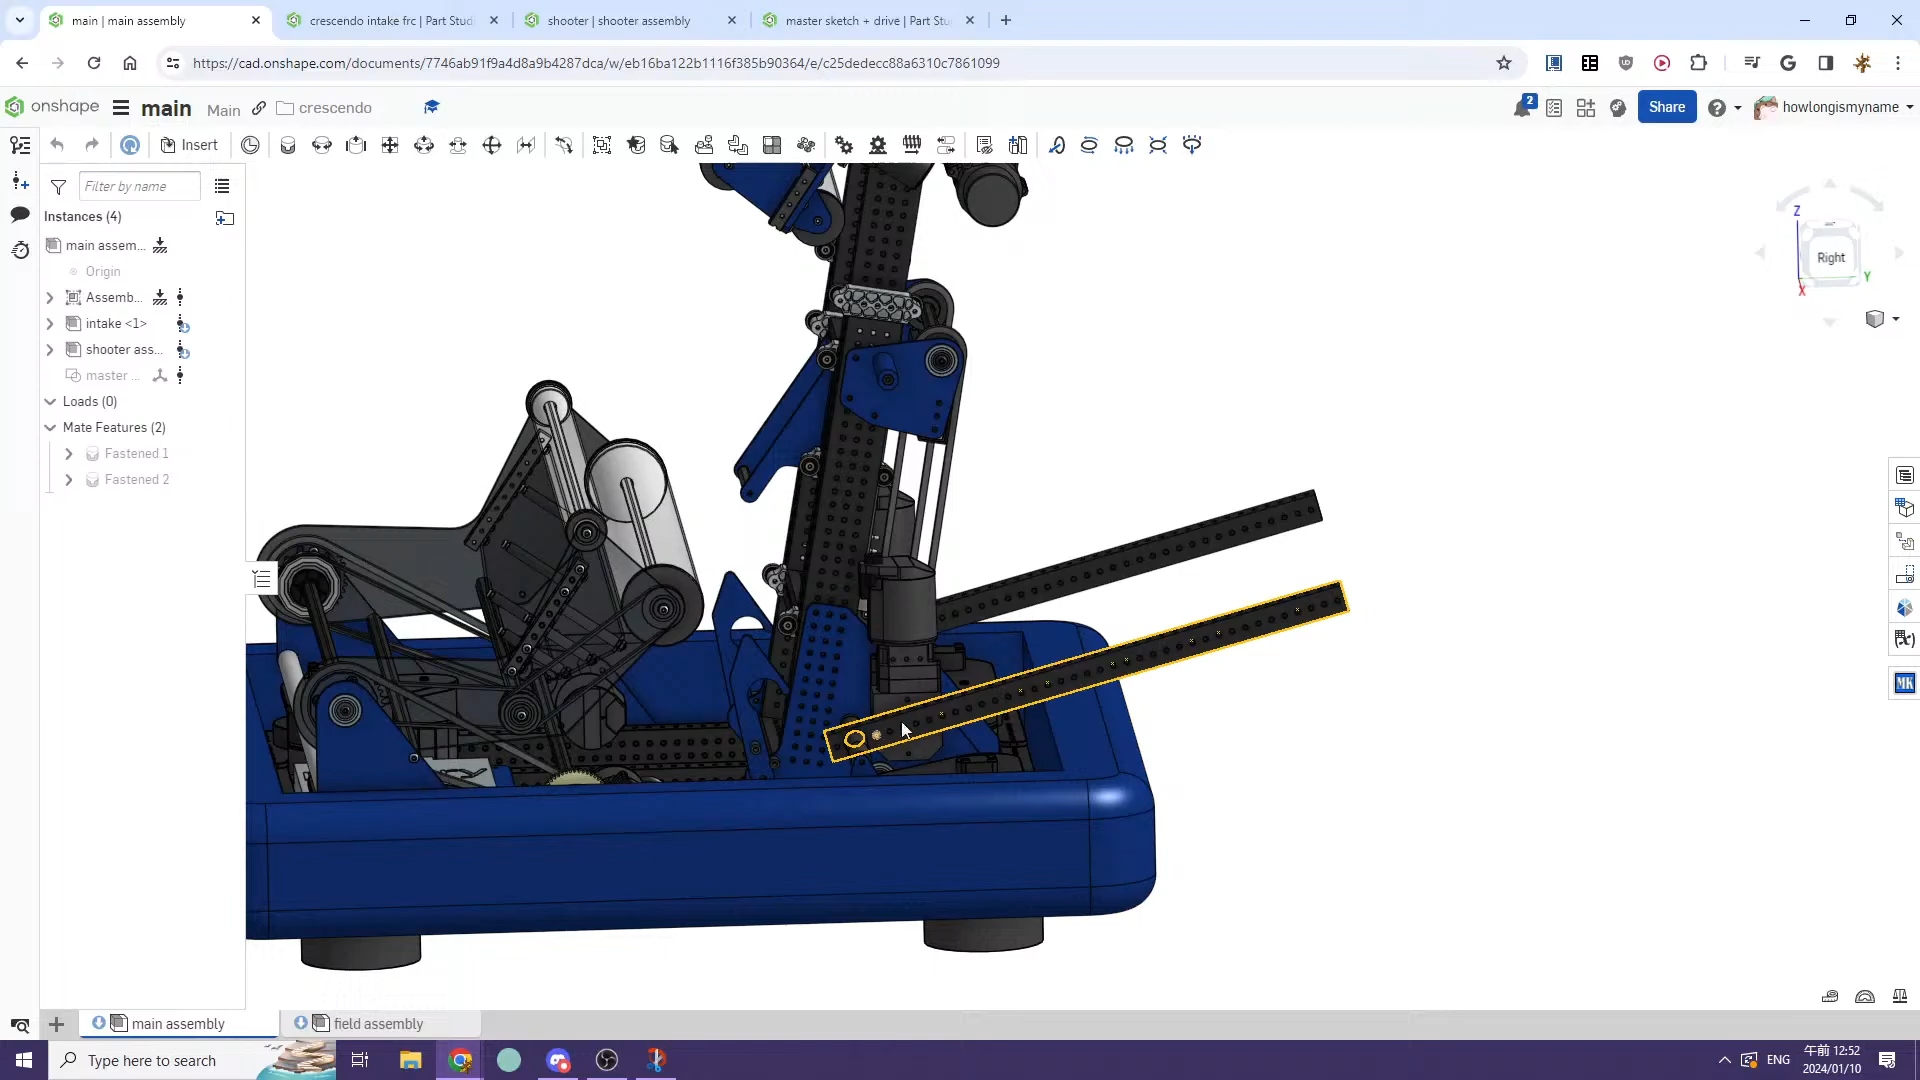 main | main assembly
crescendo intake frc | Part Stud
shooter | shooter assembly
master sketch + drive | Part Stu
https://cad.onshape.com/documents/7746ab91f9a4d8a9b4287dca/w/eb16ba122b1116f385b90364/e/c25dedecc88a6310c7861099
onshape
main
Main
crescendo
2
Share
howlongismyname
Insert
Filter by name
Instances (4)
main assem...
Origin
Assemb...
intake <1>
shooter ass...
master ...
Loads (0)
Mate Features (2)
Fastened 1
Fastened 2
Z
Right
Y
X
(x)
MK
main assembly
field assembly
Type here to search
ENG
午前 12:52
2024/01/10